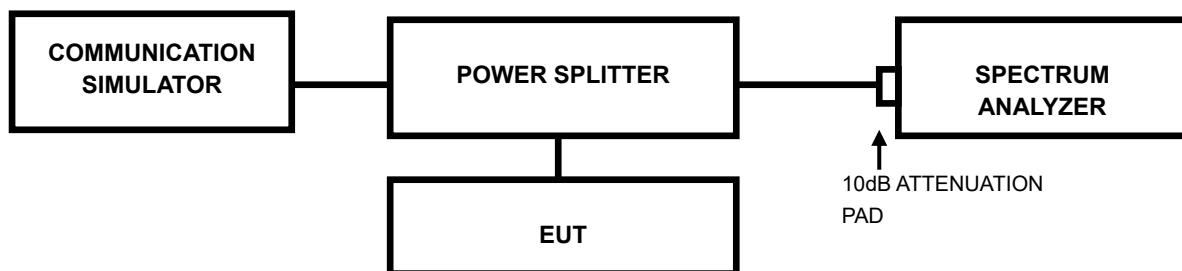 COMMUNICATION
SIMULATOR
POWER SPLITTER
SPECTRUM
ANALYZER
10dB ATTENUATION
PAD
EUT